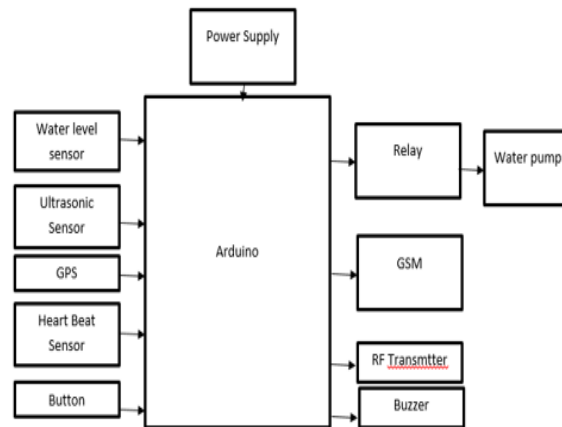 Power Supply
Water level
sensor
Ultrasonic
Sensor
GPS
Heart Beat
Sensor
Button
Arduino
Relay
Water pump
GSM
RF Transmtter
Buzzer